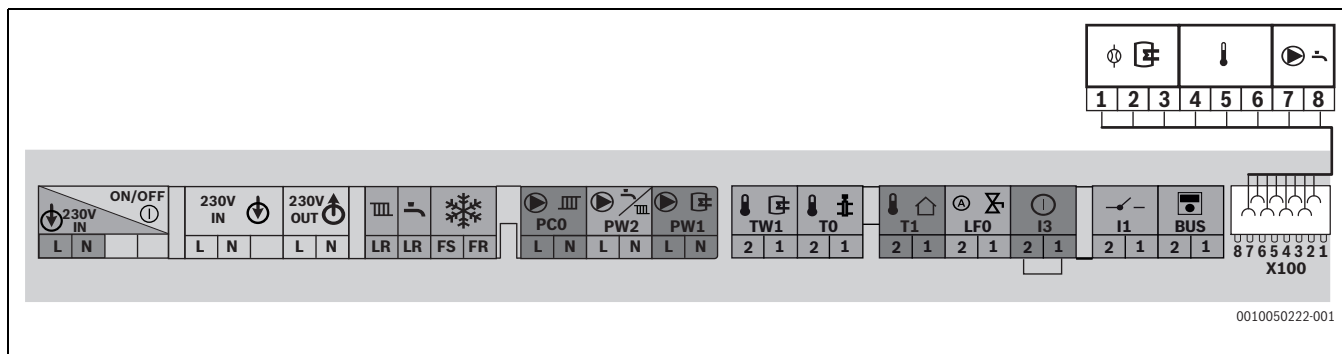 1 2 3 4 5 6 7 8
230V IN ON/OFF
230V IN
230V OUT
PC0
PW2
PW1
TW1
T0
T1
A
LF0
I3
I1
BUS
L N
L N
L N
LR LR FS FR
L N
L N
L N
2 1
2 1
2 1
2 1
2 1
2 1
2 1
8 7 6 5 4 3 2 1
X100
0010050222-001